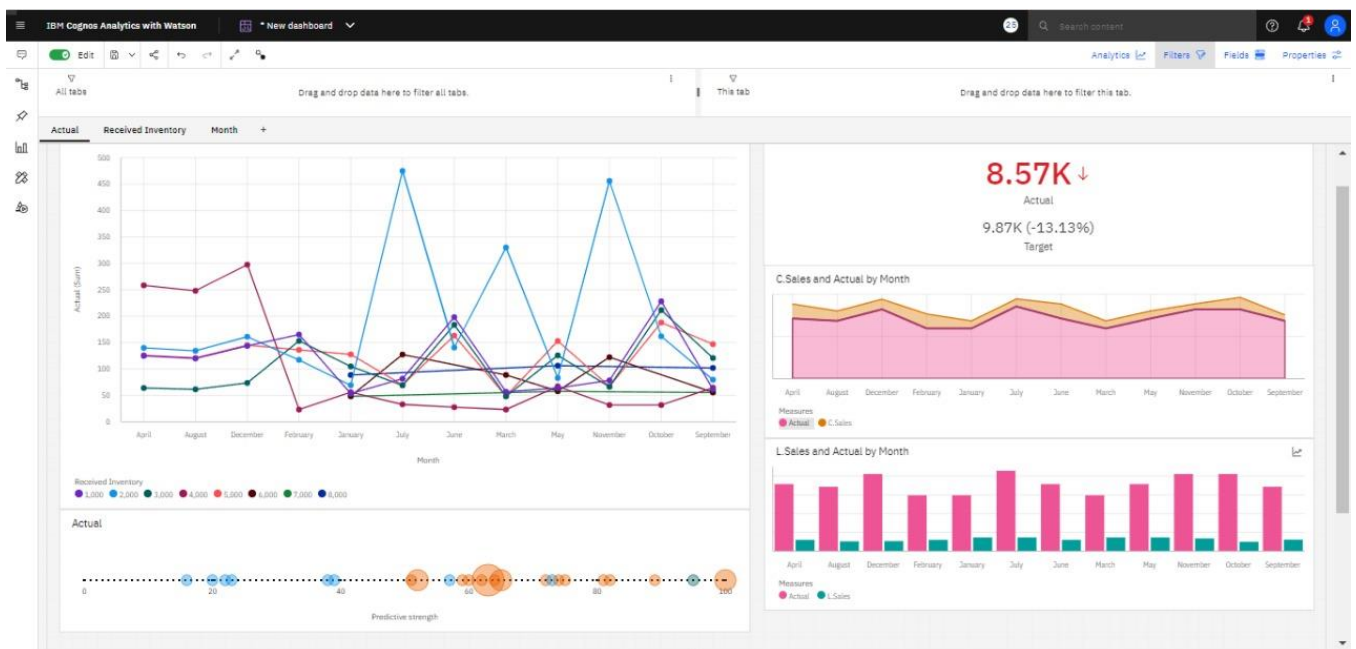 IBM Cognos Analytics with Watson
* New dashboard
25
Search content
1
Edit
Analytics
Filters
Fields
Properties
All tabs
Drag and drop data here to filter all tabs.
This tab
Drag and drop data here to filter this tab.
Actual Received Inventory Month +
500
450
400
350
300
250
200
150
100
50
0
Actual (Sum)
April August December February January July June March May November October September
Month
Received Inventory
1,000 2,000 3,000 4,000 5,000 6,000 7,000 8,000
Actual
0 20 40 60 80 100
Predictive strength
8.57K ↓
Actual
9.87K (-13.13%)
Target
C.Sales and Actual by Month
April August December February January July June March May November October September
Measures
Actual C.Sales
L.Sales and Actual by Month
April August December February January July June March May November October September
Measures
Actual L.Sales